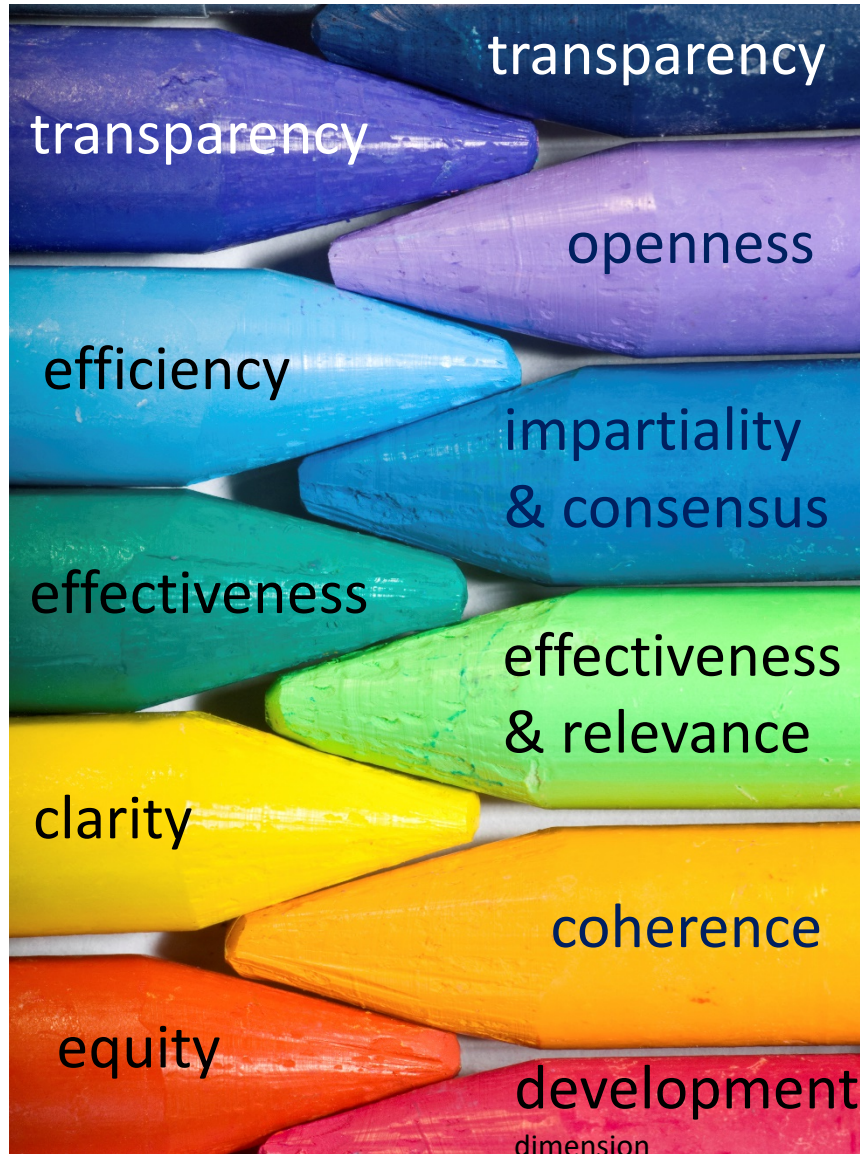 transparency
transparency
openness
efficiency
impartiality
& consensus
effectiveness
effectiveness
& relevance
clarity
coherence
equity
development
dimension